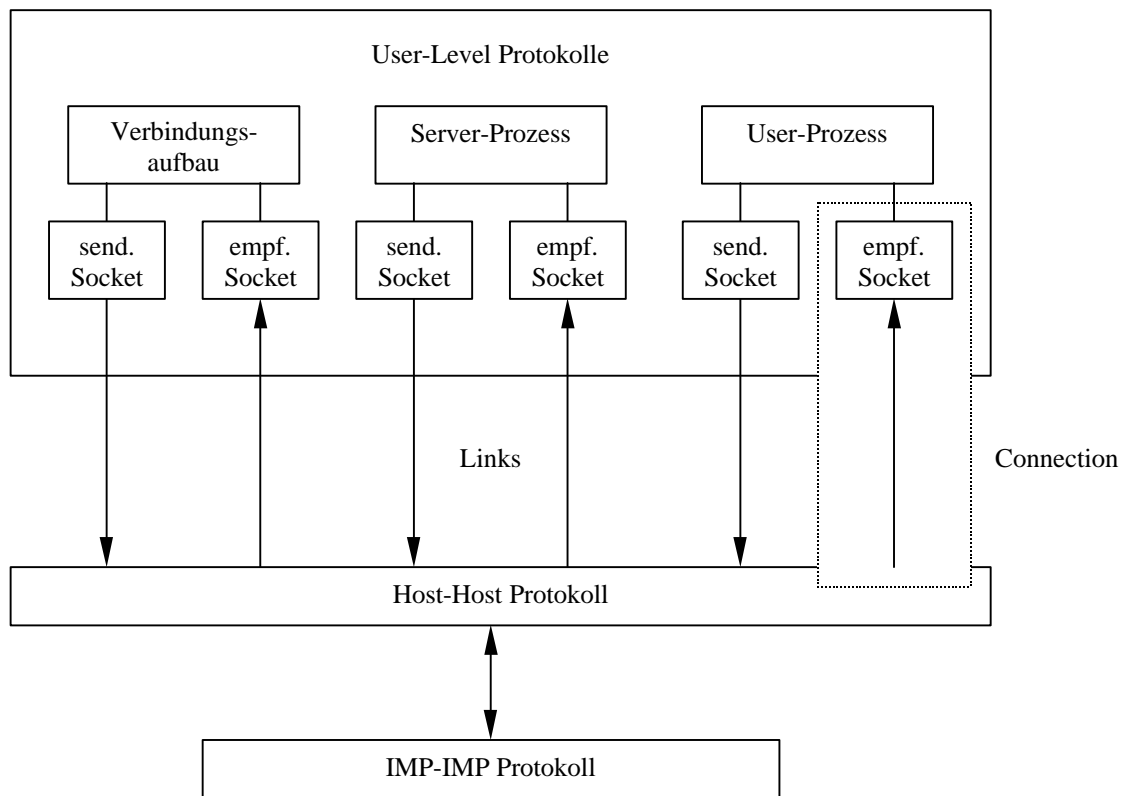 User-Level Protokolle
Verbindungs-
aufbau
Server-Prozess
User-Prozess
send.
Socket
empf.
Socket
send.
Socket
empf.
Socket
send.
Socket
empf.
Socket
Links
Connection
Host-Host Protokoll
IMP-IMP Protokoll